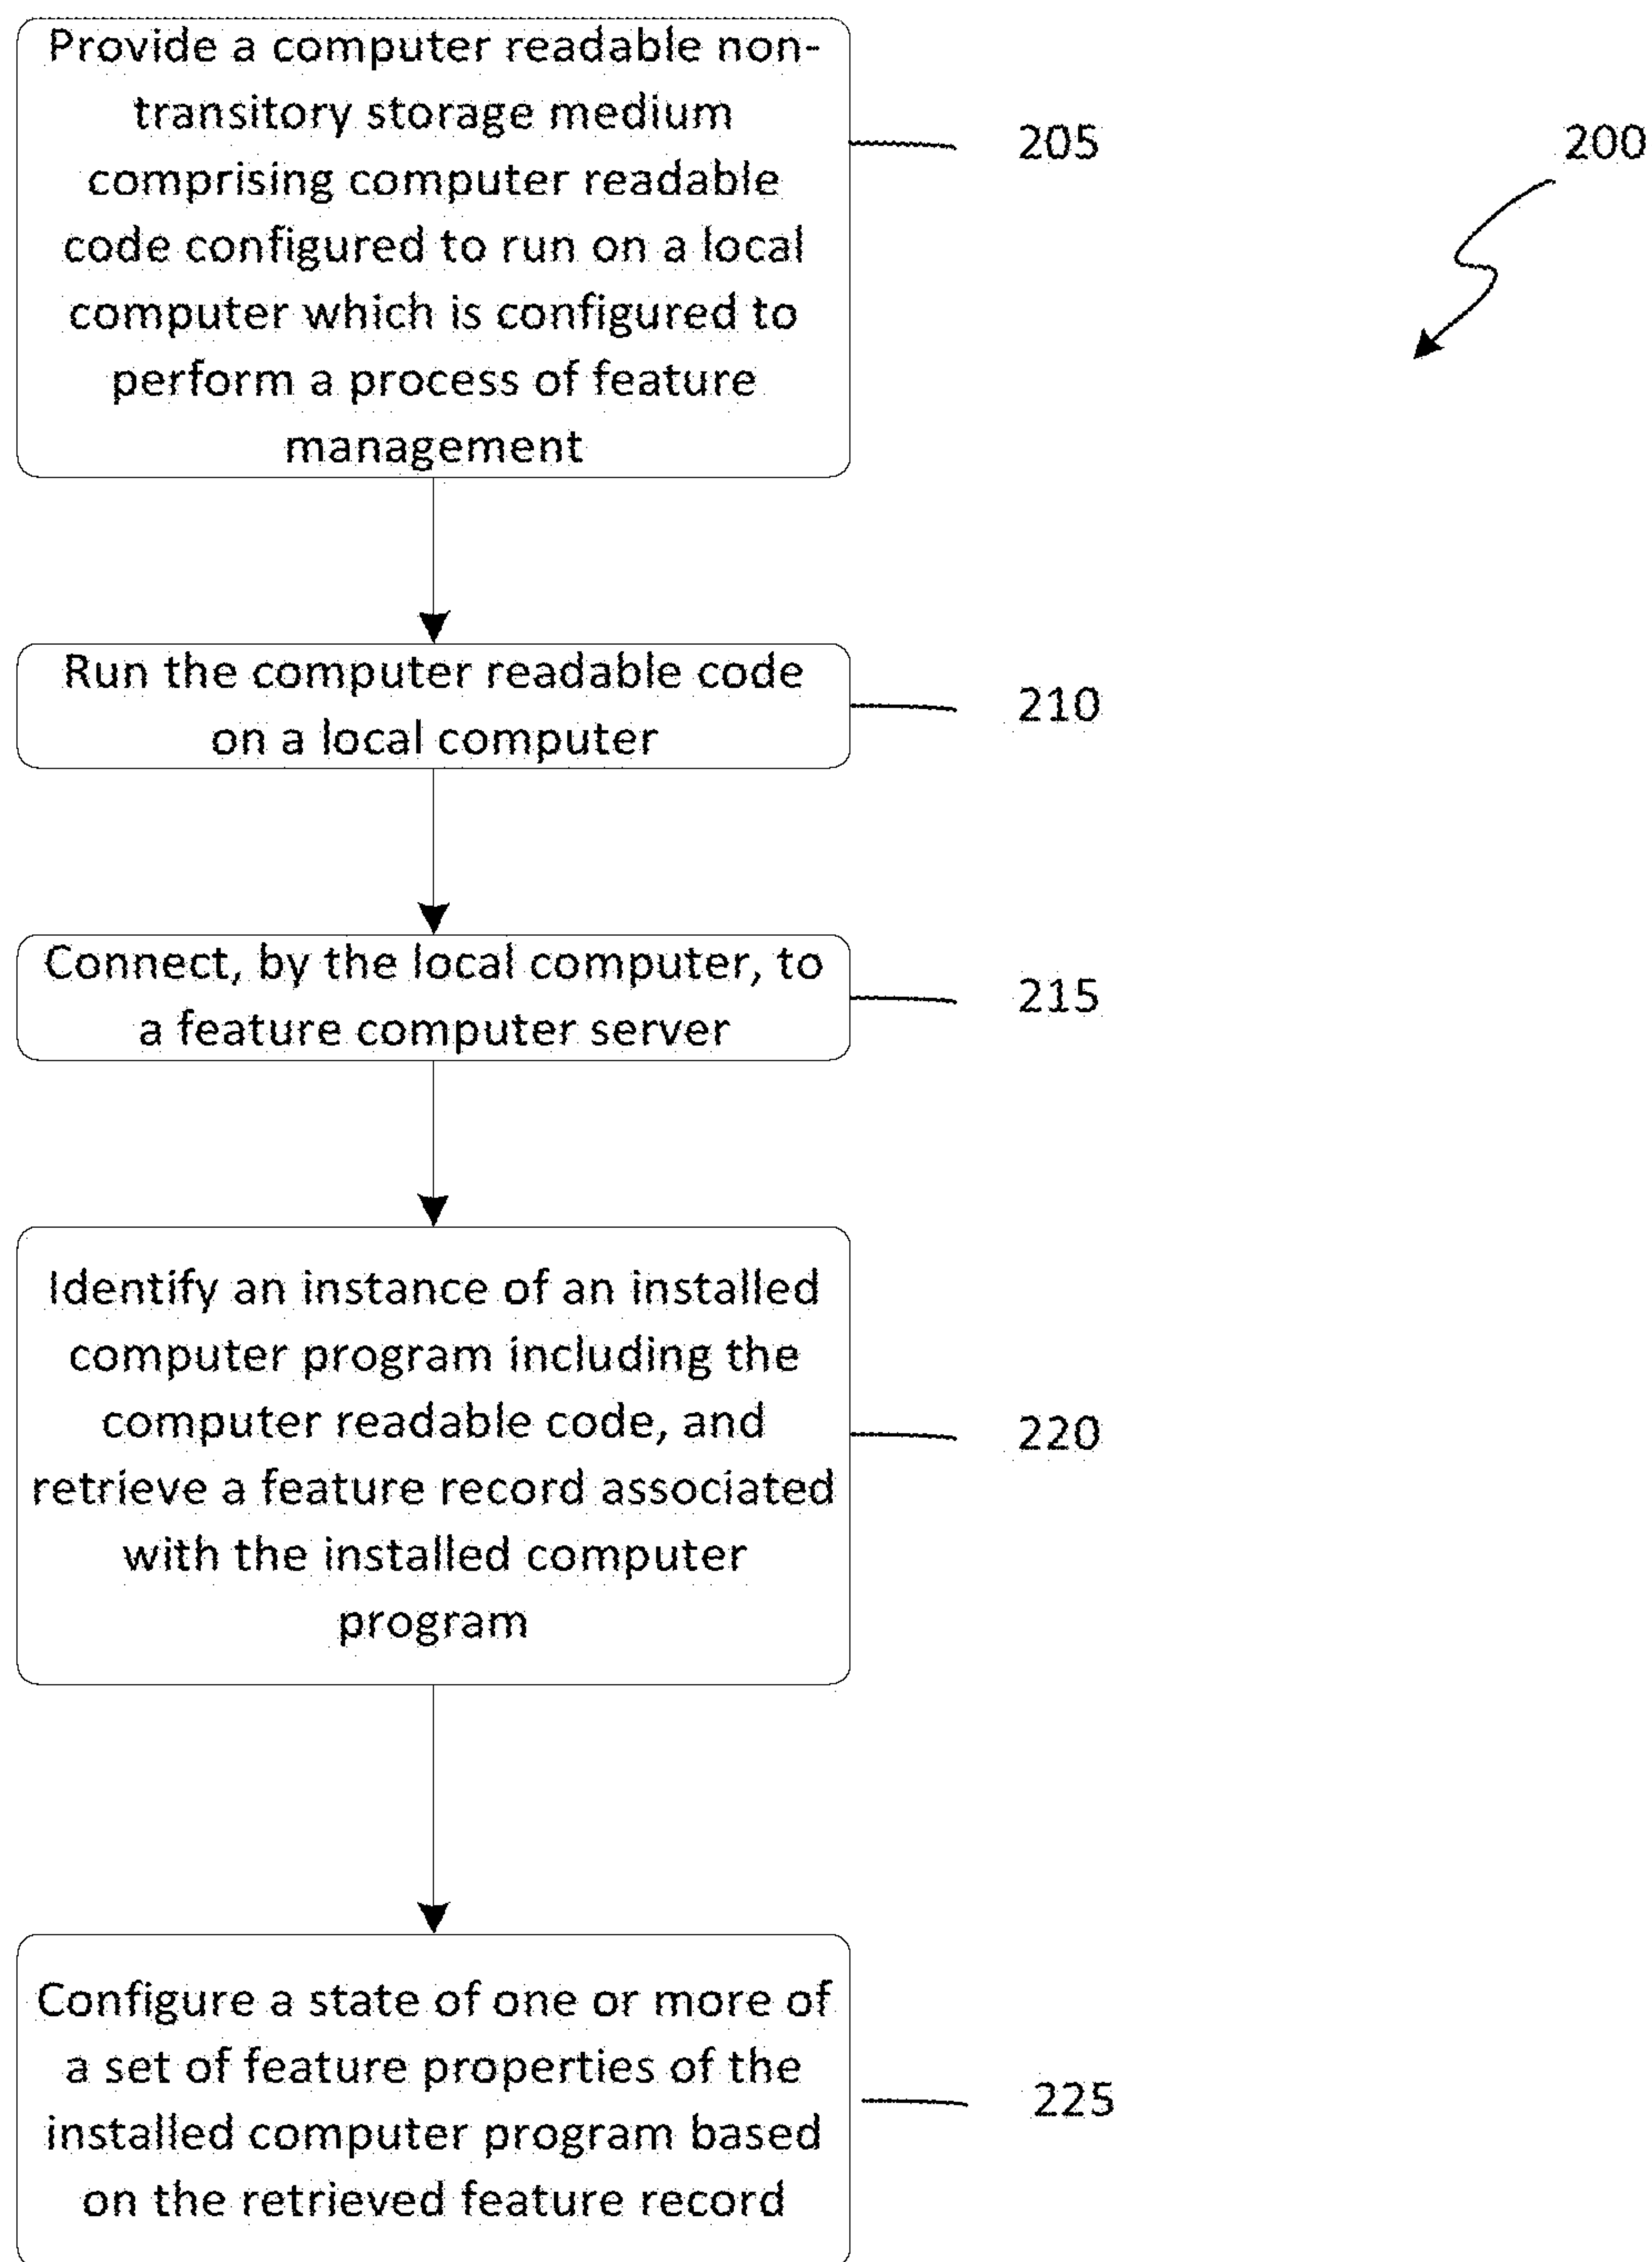 Provide a computer readable non-
transitory storage medium
comprising computer readable
code configured to run on a local
computer which is configured to
perform a process of feature
management
205
200
Run the computer readable code
on a local computer
210
Connect, by the local computer, to
a feature computer server
215
Identify an instance of an installed
computer program including the
computer readable code, and
retrieve a feature record associated
with the installed computer
program
220
Configure a state of one or more of
a set of feature properties of the
installed computer program based
on the retrieved feature record
225